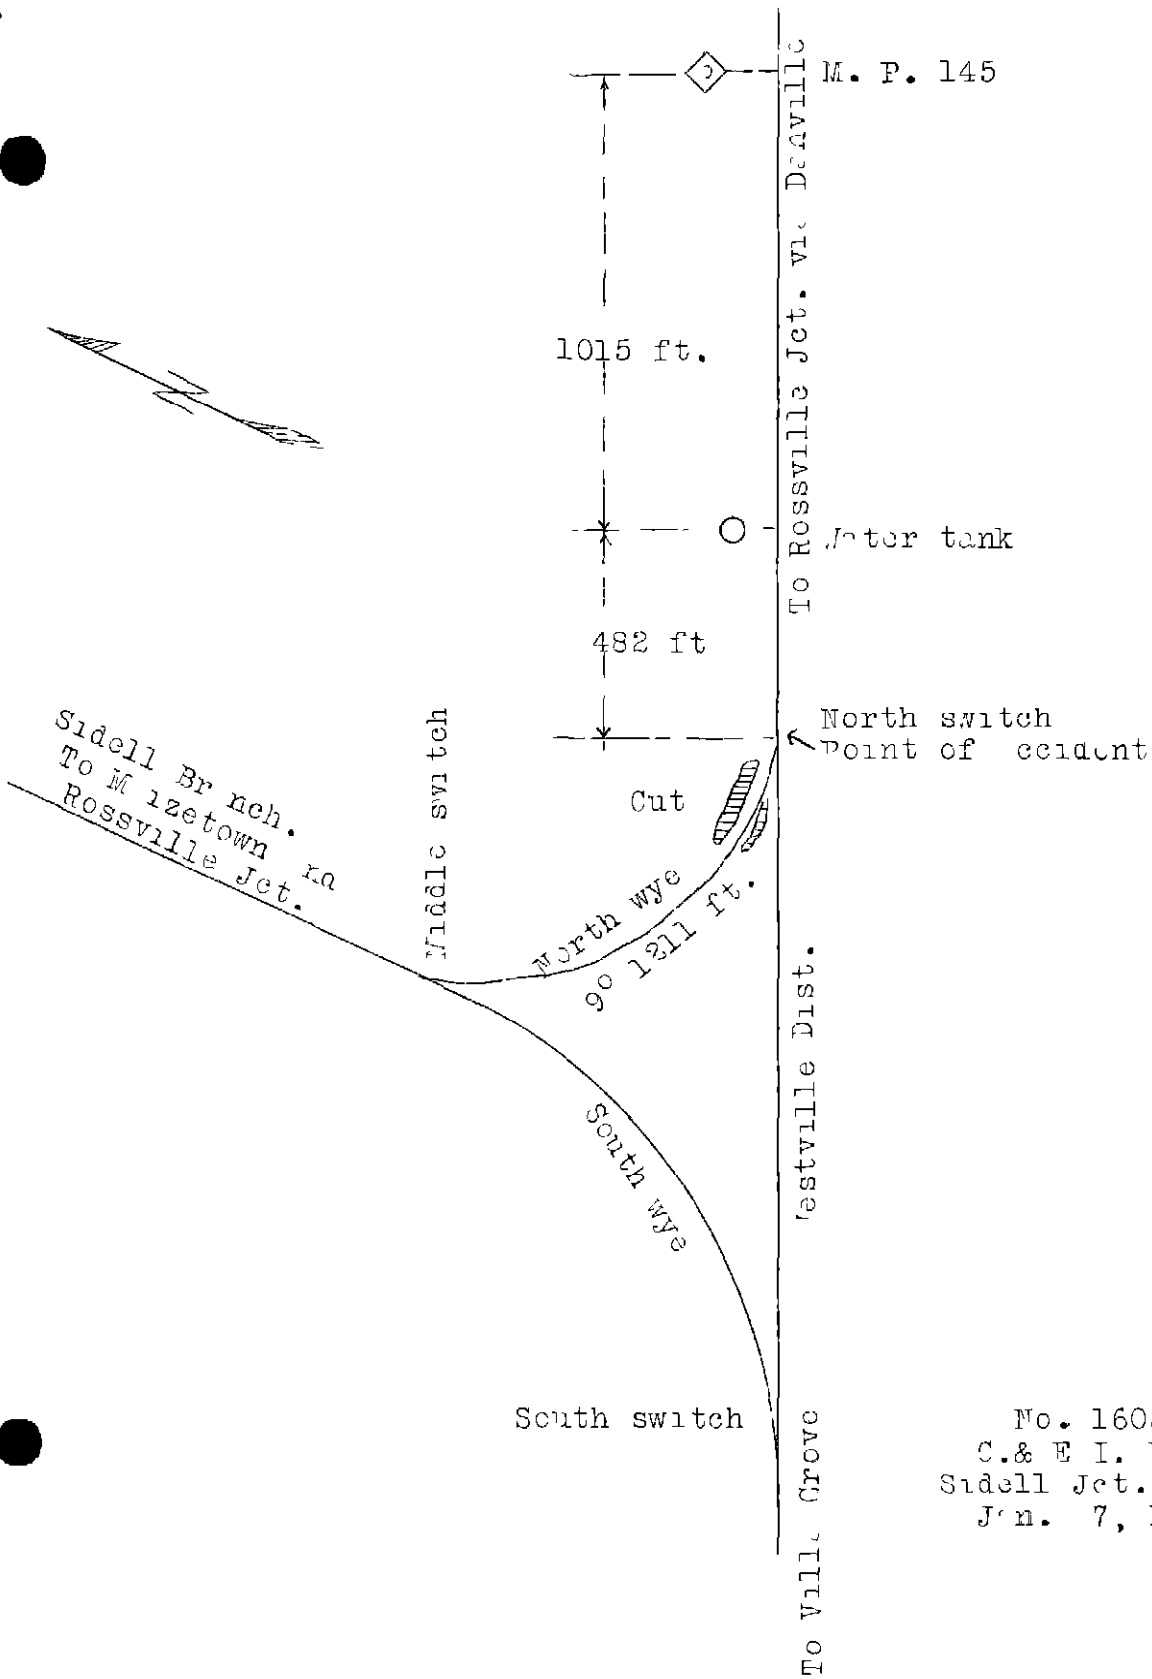 M. P. 145
To Rossville Jct. via Danville
1015 ft.
Water tank
482 ft
North switch
Point of accident
Cut
Middle switch
Sidell Branch.
To Maizetown
Rossville Jct.
North wye
9° 1211 ft.
Westville Dist.
South wye
South switch
To Villa Grove
No.
C.& E I.
Sidell Jct.
Jan. 7,